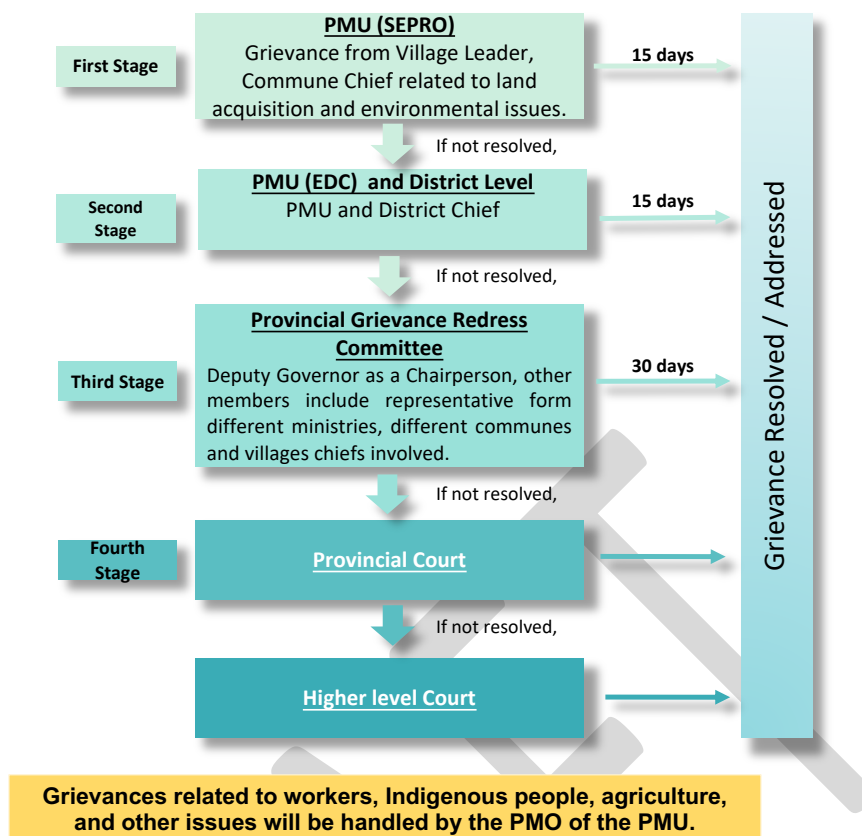 PMU (SEPRO)
First Stage
Grievance from Village Leader,
Commune Chief related to land
acquisition and environmental issues.
15 days
If not resolved,
PMU (EDC) and District Level
Second
Stage
PMU and District Chief
15 days
If not resolved,
Provincial Grievance Redress
Committee
Third Stage
Deputy Governor as a Chairperson, other
members include representative form
different ministries, different communes
and villages chiefs involved.
30 days
If not resolved,
Fourth
Stage
Provincial Court
If not resolved,
Higher level Court
Grievance Resolved / Addressed
Grievances related to workers, Indigenous people, agriculture,
and other issues will be handled by the PMO of the PMU.